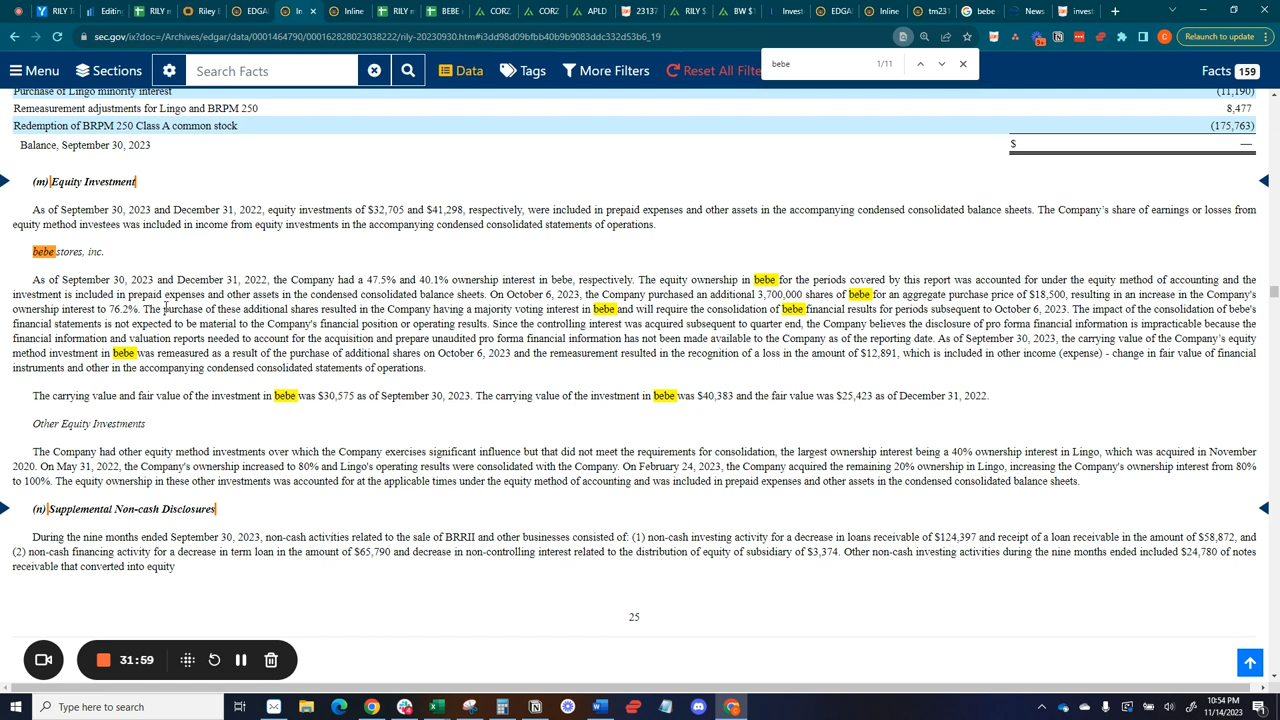 RILY T
Editing
Riley E
EDGAR
In
Inline
RILY m
BEBE
CORZ
CORZ
APLD
23137
RILY $
BW $1
Invest
EDGAR
Inline
tm231
bebe
News
invest
sec.gov/ix?doc=/Archives/edgar/data/0001464790/000162828023038222/rily-20230930.htm#i3dd98d09bfbb40b9b9083ddc332d53b6_19
Relaunch to update
Menu
Sections
Search Facts
Data
Tags
More Filters
Reset All Filte
bebe
1/11
Facts 159
Purchase of Lingo minority interest (11,190)
Remeasurement adjustments for Lingo and BRPM 250 8,477
Redemption of BRPM 250 Class A common stock (175,763)
Balance, September 30, 2023 $ —
(m) Equity Investment
As of September 30, 2023 and December 31, 2022, equity investments of $32,705 and $41,298, respectively, were included in prepaid expenses and other assets in the accompanying condensed consolidated balance sheets. The Company's share of earnings or losses from
equity method investees was included in income from equity investments in the accompanying condensed consolidated statements of operations.
bebe stores, inc.
As of September 30, 2023 and December 31, 2022, the Company had a 47.5% and 40.1% ownership interest in bebe, respectively. The equity ownership in bebe for the periods covered by this report was accounted for under the equity method of accounting and the
investment is included in prepaid expenses and other assets in the condensed consolidated balance sheets. On October 6, 2023, the Company purchased an additional 3,700,000 shares of bebe for an aggregate purchase price of $18,500, resulting in an increase in the Company's
ownership interest to 76.2%. The purchase of these additional shares resulted in the Company having a majority voting interest in bebe and will require the consolidation of bebe financial results for periods subsequent to October 6, 2023. The impact of the consolidation of bebe's
financial statements is not expected to be material to the Company's financial position or operating results. Since the controlling interest was acquired subsequent to quarter end, the Company believes the disclosure of pro forma financial information is impracticable because the
financial information and valuation reports needed to account for the acquisition and prepare unaudited pro forma financial information has not been made available to the Company as of the reporting date. As of September 30, 2023, the carrying value of the Company's equity
method investment in bebe was remeasured as a result of the purchase of additional shares on October 6, 2023 and the remeasurement resulted in the recognition of a loss in the amount of $12,891, which is included in other income (expense) - change in fair value of financial
instruments and other in the accompanying condensed consolidated statements of operations.
The carrying value and fair value of the investment in bebe was $30,575 as of September 30, 2023. The carrying value of the investment in bebe was $40,383 and the fair value was $25,423 as of December 31, 2022.
Other Equity Investments
The Company had other equity method investments over which the Company exercises significant influence but that did not meet the requirements for consolidation, the largest ownership interest being a 40% ownership interest in Lingo, which was acquired in November
2020. On May 31, 2022, the Company's ownership increased to 80% and Lingo's operating results were consolidated with the Company. On February 24, 2023, the Company acquired the remaining 20% ownership in Lingo, increasing the Company's ownership interest from 80%
to 100%. The equity ownership in these other investments was accounted for at the applicable times under the equity method of accounting and was included in prepaid expenses and other assets in the condensed consolidated balance sheets.
(n) Supplemental Non-cash Disclosures
During the nine months ended September 30, 2023, non-cash activities related to the sale of BRRII and other businesses consisted of: (1) non-cash investing activity for a decrease in loans receivable of $124,397 and receipt of a loan receivable in the amount of $58,872, and
(2) non-cash financing activity for a decrease in term loan in the amount of $65,790 and decrease in non-controlling interest related to the distribution of equity of subsidiary of $3,374. Other non-cash investing activities during the nine months ended included $24,780 of notes
receivable that converted into equity
25
31:59
Type here to search
10:54 PM
11/14/2023